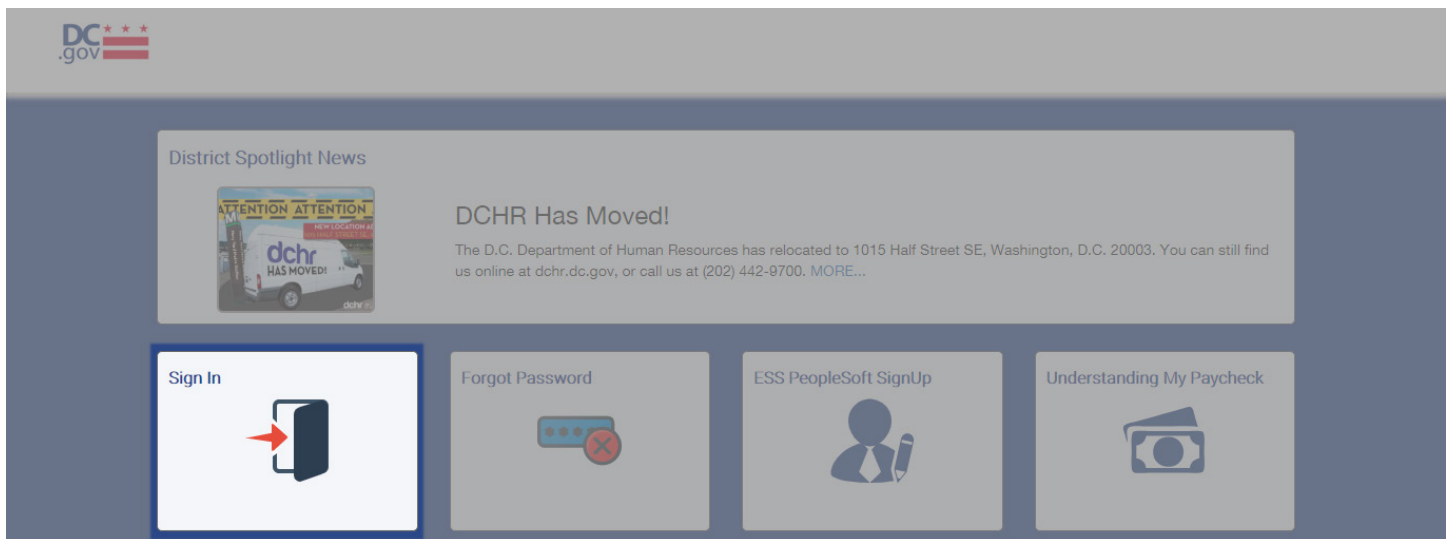 DC
.gov
District Spotlight News
ATTENTION ATTENTION
dchr
HAS MOVED!
dchr
DCHR Has Moved!
The D.C. Department of Human Resources has relocated to 1015 Half Street SE, Washington, D.C. 20003. You can still find
us online at dchr.dc.gov, or call us at (202) 442-9700. MORE...
Sign In
Forgot Password
ESS PeopleSoft SignUp
Understanding My Paycheck